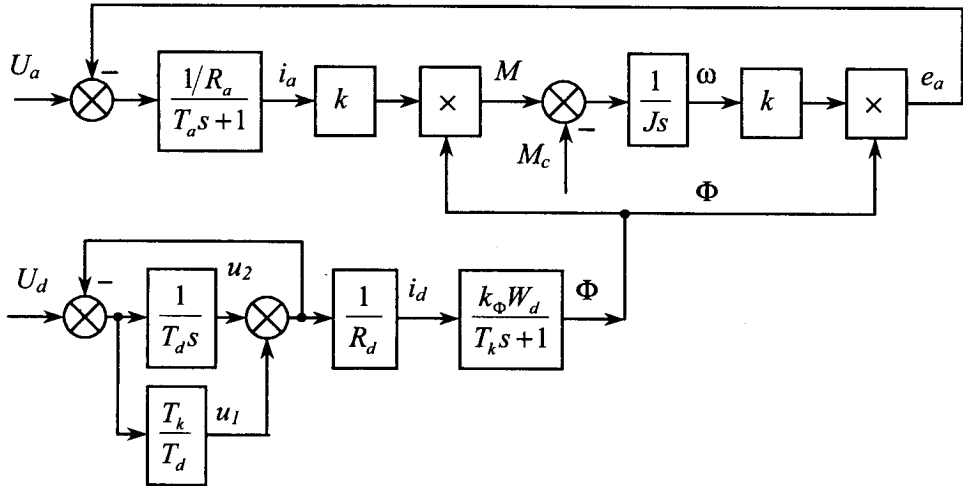 U_a
−
1/R_a
T_a s + 1
i_a
k
×
M
−
M_c
1
Js
ω
k
×
e_a
Φ
U_d
−
1
T_d s
u_2
T_k
T_d
u_1
1
R_d
i_d
k_Φ W_d
T_k s + 1
Φ